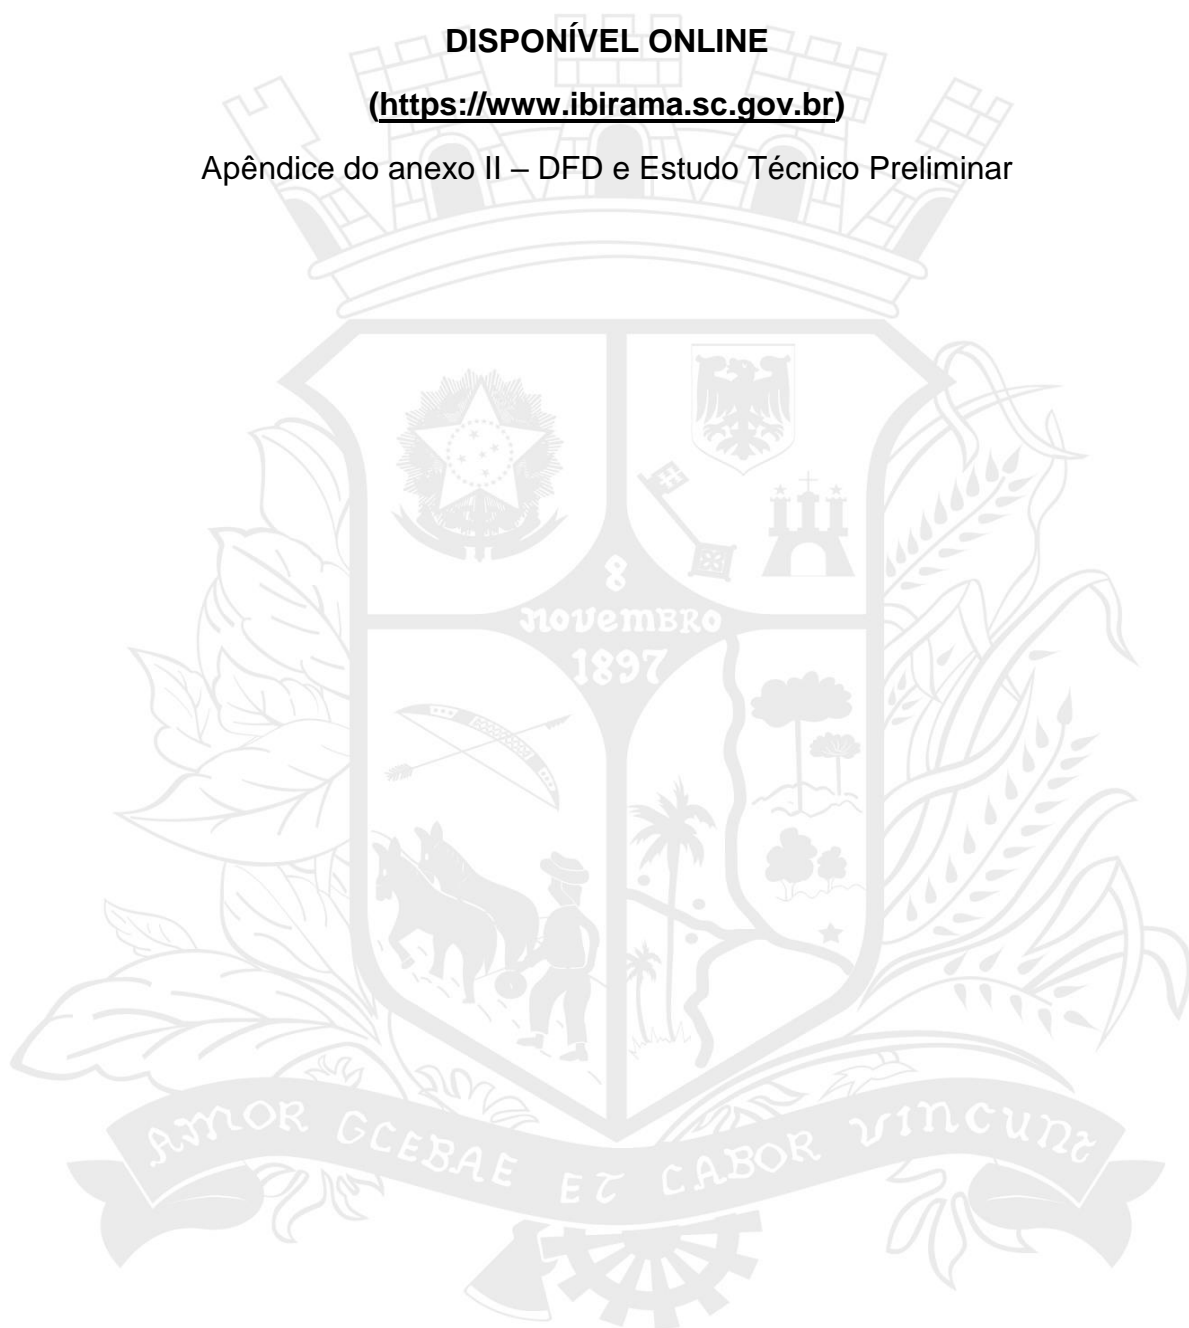 DISPONÍVEL ONLINE
(https://www.ibirama.sc.gov.br)
Apêndice do anexo II – DFD e Estudo Técnico Preliminar
8
NOVEMBRO
1897
AMOR GLEBAE ET LABOR VINCUNT